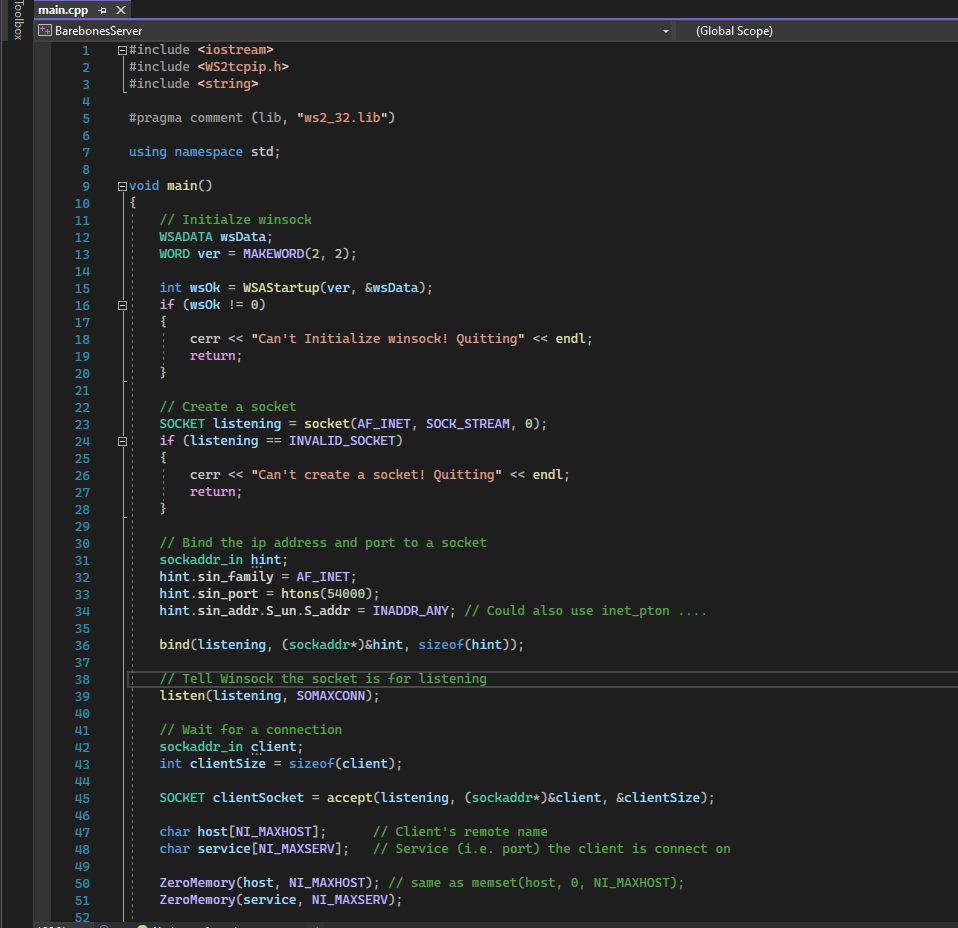 Toolbox
main.cpp
BarebonesServer (Global Scope)
1 #include <iostream>
2 #include <WS2tcpip.h>
3 #include <string>
4
5 #pragma comment (lib, "ws2_32.lib")
6
7 using namespace std;
8
9 void main()
10 {
11 // Initialze winsock
12 WSADATA wsData;
13 WORD ver = MAKEWORD(2, 2);
14
15 int wsOk = WSAStartup(ver, &wsData);
16 if (wsOk != 0)
17 {
18 cerr << "Can't Initialize winsock! Quitting" << endl;
19 return;
20 }
21
22 // Create a socket
23 SOCKET listening = socket(AF_INET, SOCK_STREAM, 0);
24 if (listening == INVALID_SOCKET)
25 {
26 cerr << "Can't create a socket! Quitting" << endl;
27 return;
28 }
29
30 // Bind the ip address and port to a socket
31 sockaddr_in hint;
32 hint.sin_family = AF_INET;
33 hint.sin_port = htons(54000);
34 hint.sin_addr.S_un.S_addr = INADDR_ANY; // Could also use inet_pton ....
35
36 bind(listening, (sockaddr*)&hint, sizeof(hint));
37
38 // Tell Winsock the socket is for listening
39 listen(listening, SOMAXCONN);
40
41 // Wait for a connection
42 sockaddr_in client;
43 int clientSize = sizeof(client);
44
45 SOCKET clientSocket = accept(listening, (sockaddr*)&client, &clientSize);
46
47 char host[NI_MAXHOST]; // Client's remote name
48 char service[NI_MAXSERV]; // Service (i.e. port) the client is connect on
49
50 ZeroMemory(host, NI_MAXHOST); // same as memset(host, 0, NI_MAXHOST);
51 ZeroMemory(service, NI_MAXSERV);
52